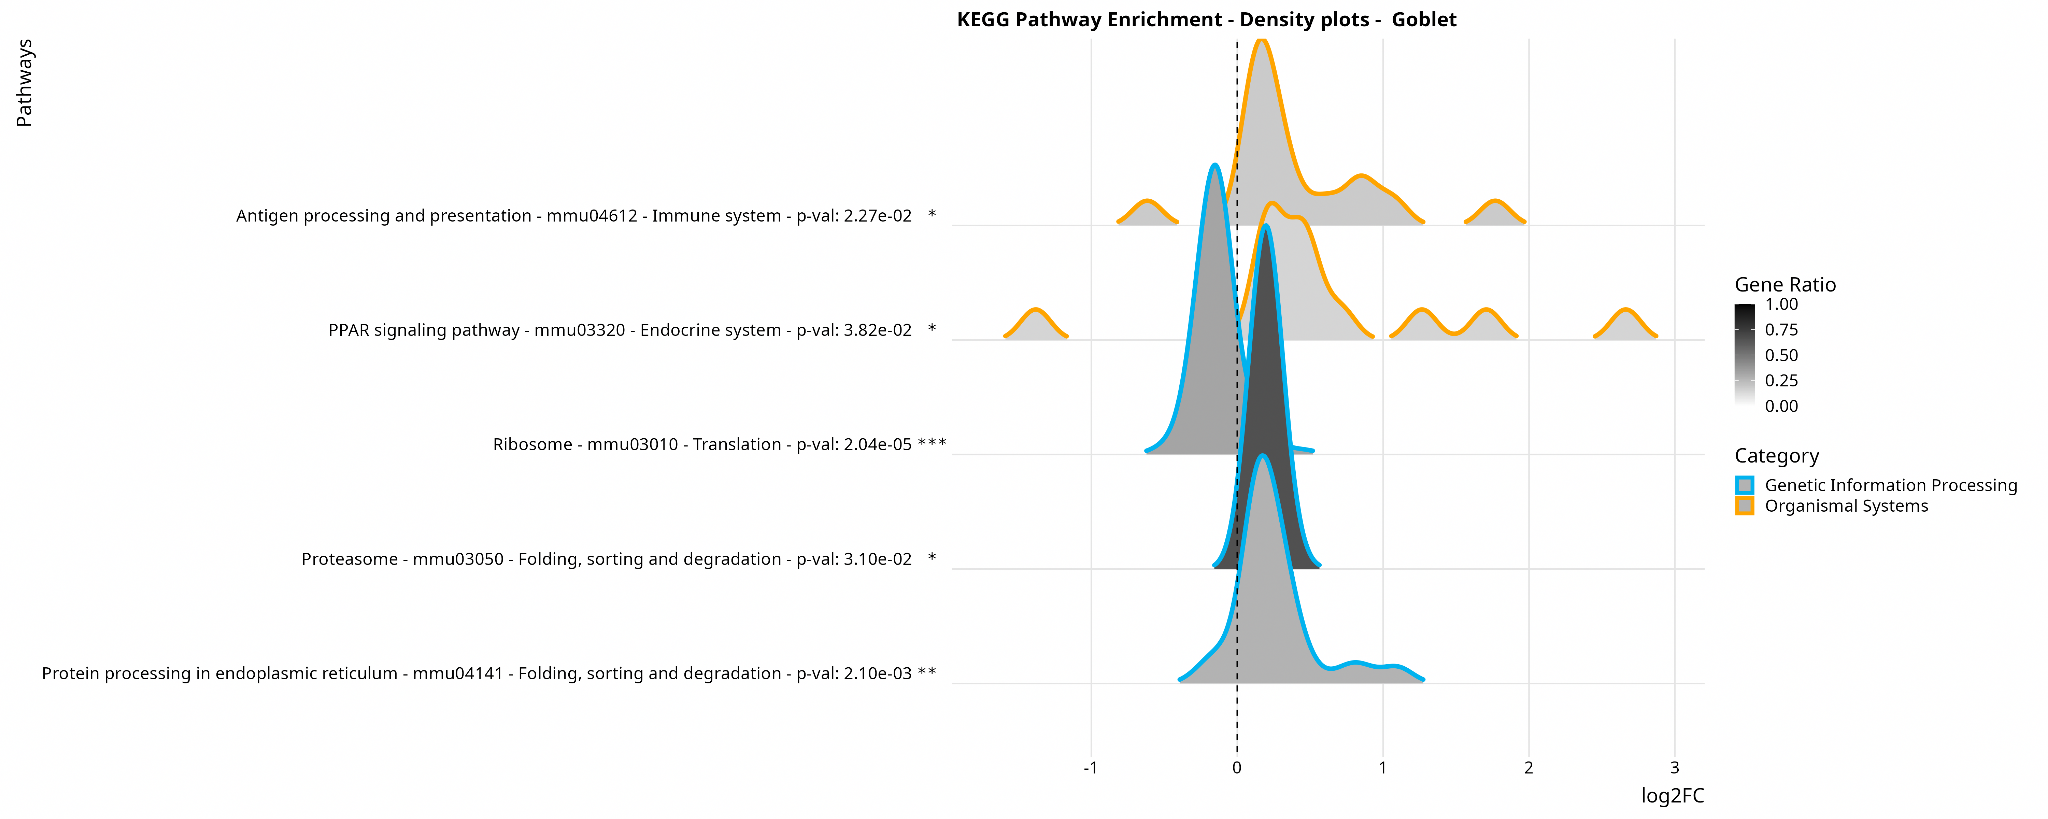 KEGG Pathway Enrichment - Density plots -  Goblet
Pathways
Antigen processing and presentation - mmu04612 - Immune system - p-val: 2.27e-02   *
PPAR signaling pathway - mmu03320 - Endocrine system - p-val: 3.82e-02   *
Ribosome - mmu03010 - Translation - p-val: 2.04e-05 ***
Proteasome - mmu03050 - Folding, sorting and degradation - p-val: 3.10e-02   *
Protein processing in endoplasmic reticulum - mmu04141 - Folding, sorting and degradation - p-val: 2.10e-03 **
-1 0 1 2 3
log2FC
Gene Ratio
1.00
0.75
0.50
0.25
0.00
Category
Genetic Information Processing
Organismal Systems